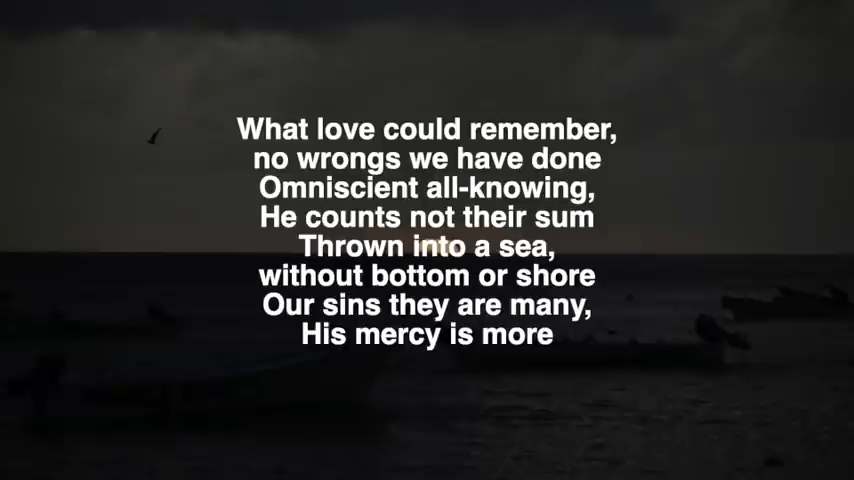 What love could remember,
no wrongs we have done
Omniscient all-knowing,
He counts not their sum
Thrown into a sea,
without bottom or shore
Our sins they are many,
His mercy is more